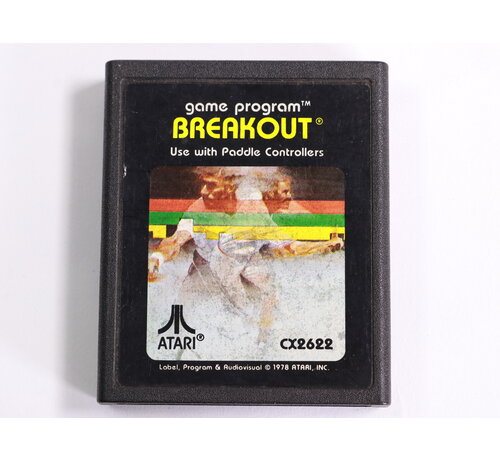 game program™
BREAKOUT®
Use with Paddle Controllers
ATARI®
CX2622
Label, Program & Audiovisual © 1978 ATARI, INC.